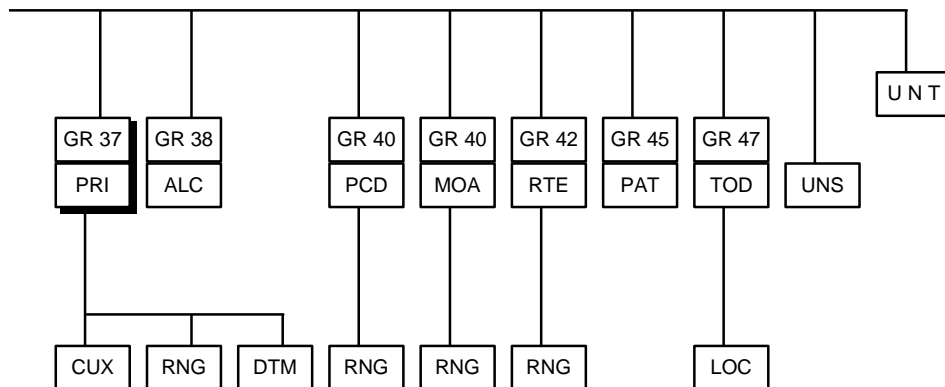 U N T
GR 37 GR 38 GR 40 GR 40 GR 42 GR 45 GR 47
PRI ALC PCD MOA RTE PAT TOD UNS
CUX RNG DTM RNG RNG RNG LOC